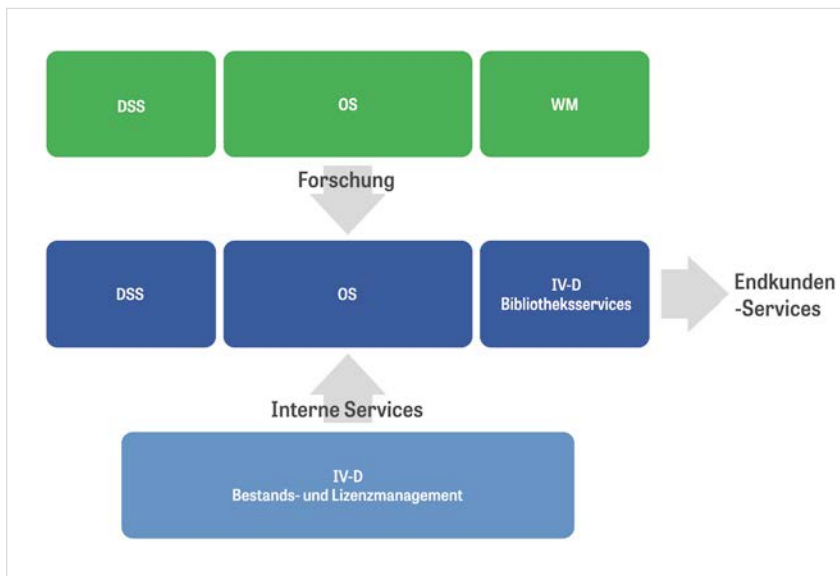 DSS
OS
WM
Forschung
DSS
OS
IV-D
Bibliotheksservices
Endkunden
-Services
Interne Services
IV-D
Bestands- und Lizenzmanagement